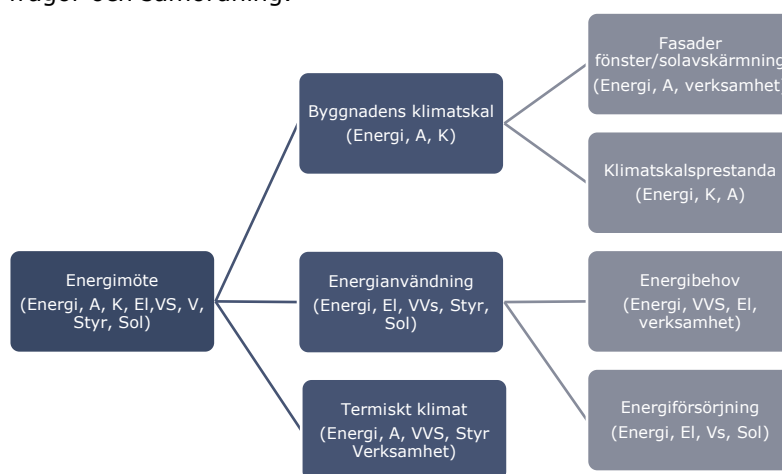 frågor och samordning.
Fasader
fönster/solavskärmning
(Energi, A, verksamhet)
Byggnadens klimatskal
(Energi, A, K)
Klimatskalsprestanda
(Energi, K, A)
Energimöte
(Energi, A, K, El,VS, V,
Styr, Sol)
Energianvändning
(Energi, El, VVs, Styr,
Sol)
Energibehov
(Energi, VVS, El,
verksamhet)
Termiskt klimat
(Energi, A, VVS, Styr
Verksamhet)
Energiförsörjning
(Energi, El, Vs, Sol)